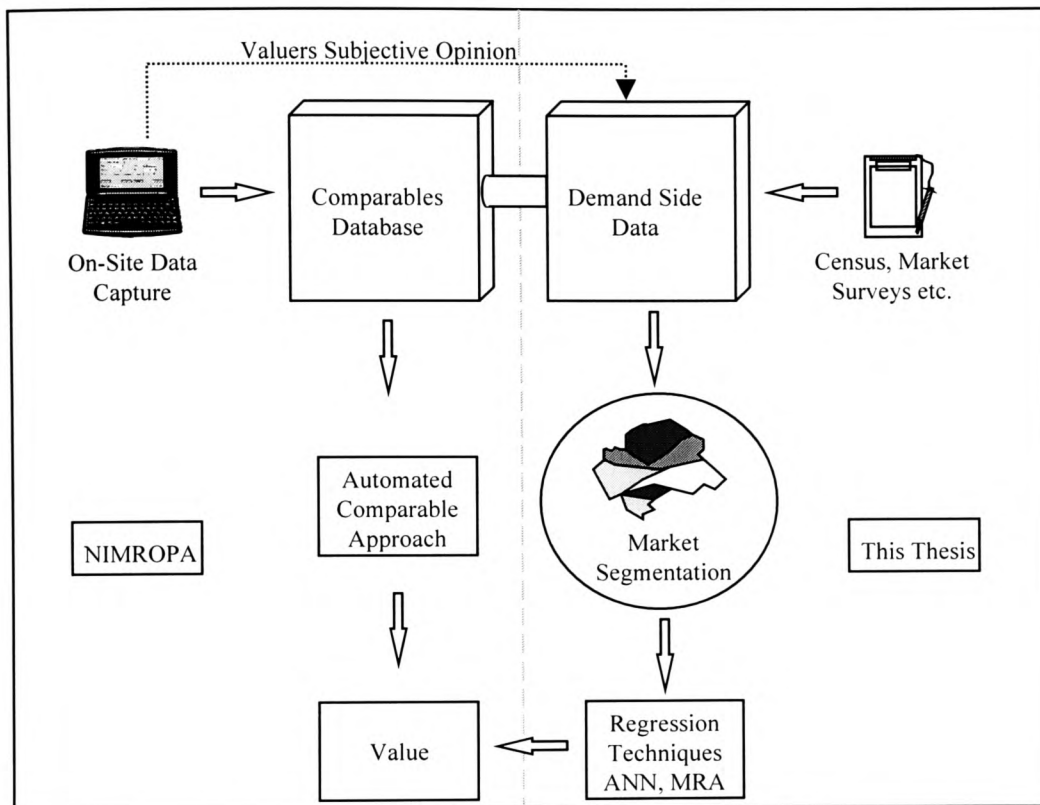 Valuers Subjective Opinion
Comparables
Database
Demand Side
Data
On-Site Data
Capture
Census, Market
Surveys etc.
Automated
Comparable
Approach
Market
Segmentation
NIMROPA
This Thesis
Value
Regression
Techniques
ANN, MRA